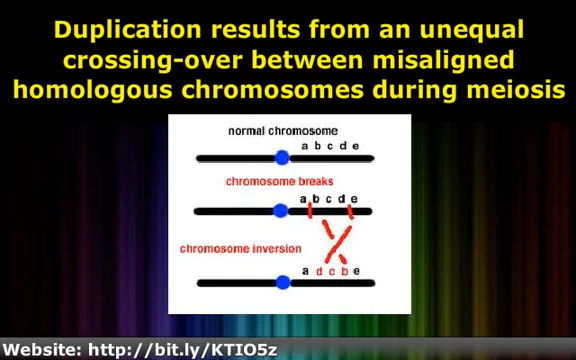 Duplication results from an unequal
crossing-over between misaligned
homologous chromosomes during meiosis
normal chromosome
a b c d e
chromosome breaks
a b c d e
chromosome inversion
a d c b e
Website: http://bit.ly/KTIO5z